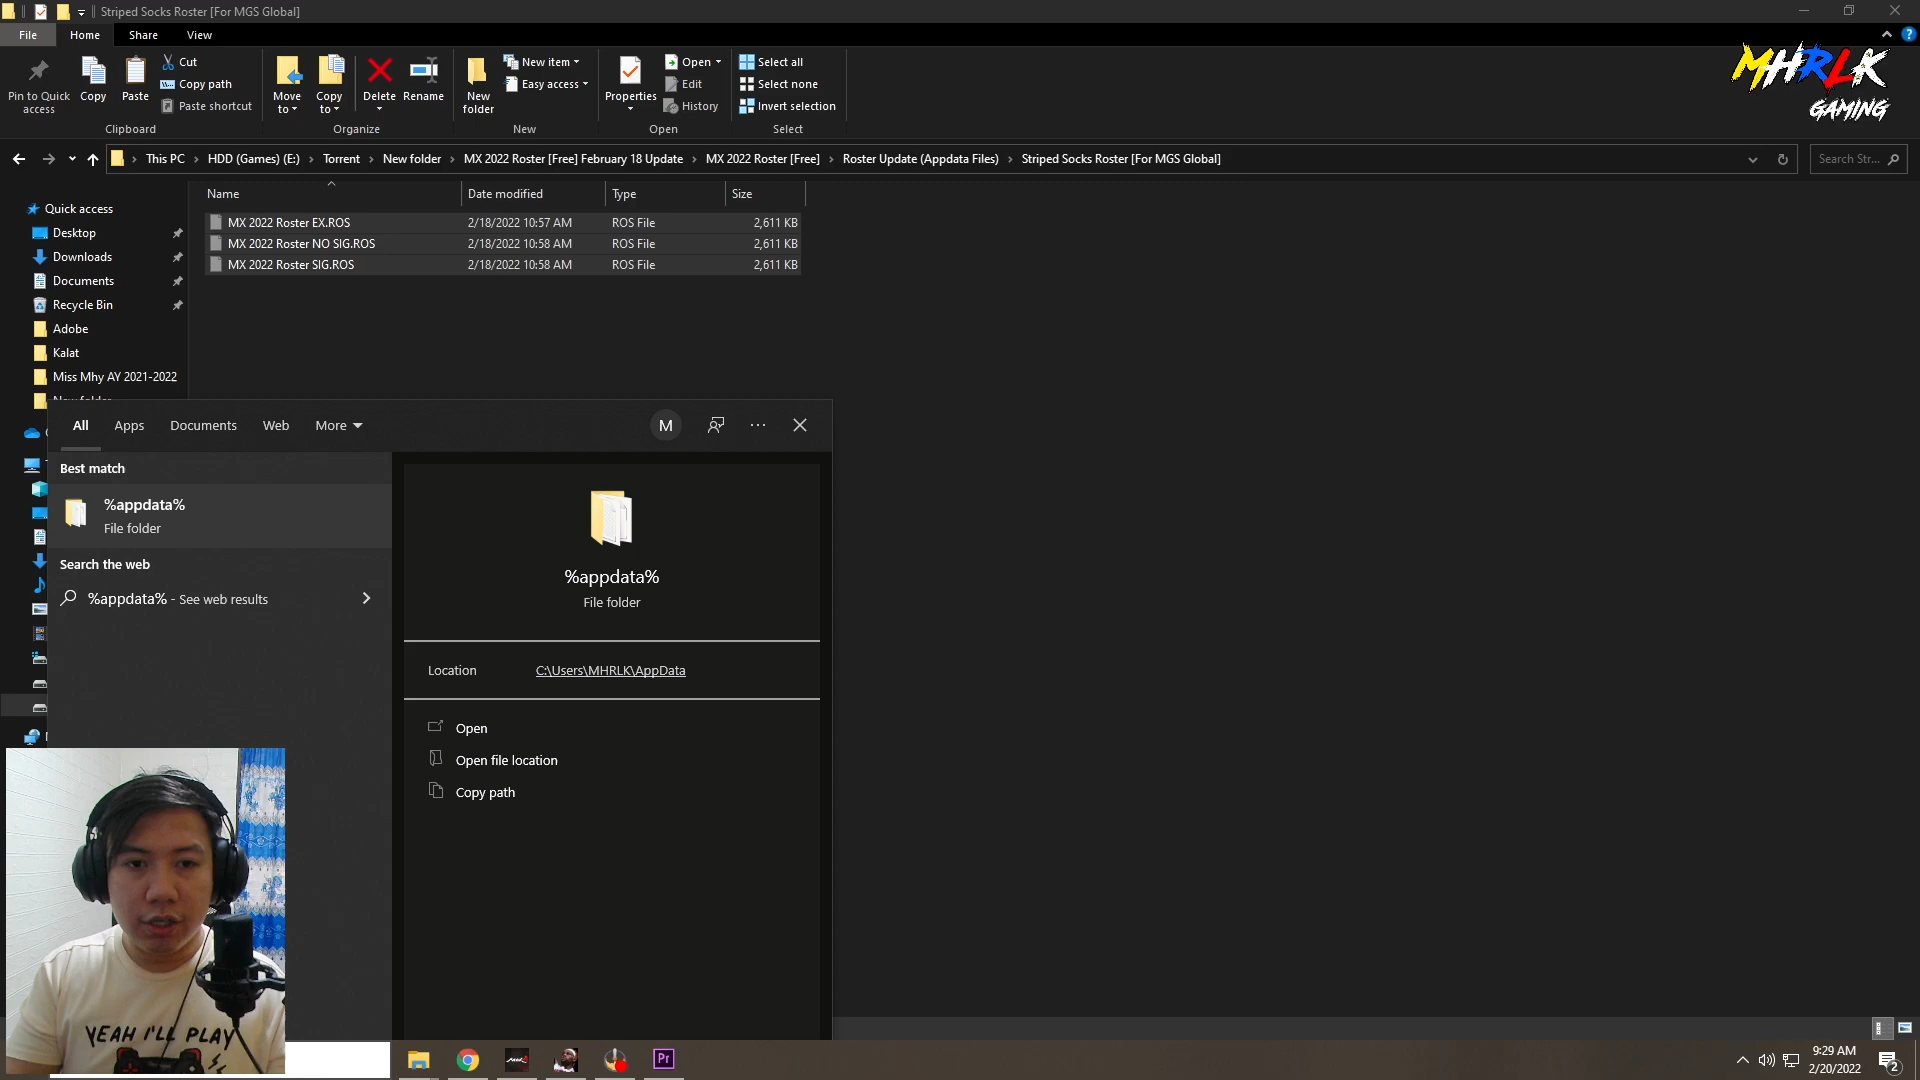 Striped Socks Roster [For MGS Global]
File
Home
Share
View
Pin to Quick access
Copy
Paste
Cut
Copy path
Paste shortcut
Move to
Copy to
Delete
Rename
New folder
New item
Easy access
Properties
Open
Edit
History
Select all
Select none
Invert selection
Clipboard
Organize
New
Open
Select
MHRLK
GAMING
This PC
HDD (Games) (E:)
Torrent
New folder
MX 2022 Roster [Free] February 18 Update
MX 2022 Roster [Free]
Roster Update (Appdata Files)
Striped Socks Roster [For MGS Global]
Search Str...
Name
Date modified
Type
Size
MX 2022 Roster EX.ROS
2/18/2022 10:57 AM
ROS File
2,611 KB
MX 2022 Roster NO SIG.ROS
2/18/2022 10:58 AM
ROS File
2,611 KB
MX 2022 Roster SIG.ROS
2/18/2022 10:58 AM
ROS File
2,611 KB
Quick access
Desktop
Downloads
Documents
Recycle Bin
Adobe
Kalat
Miss Mhy AY 2021-2022
All
Apps
Documents
Web
More
M
Best match
%appdata%
File folder
Search the web
%appdata% - See web results
%appdata%
File folder
Location
C:\Users\MHRLK\AppData
Open
Open file location
Copy path
YEAH I'LL PLAY
Pr
9:29 AM
2/20/2022
2